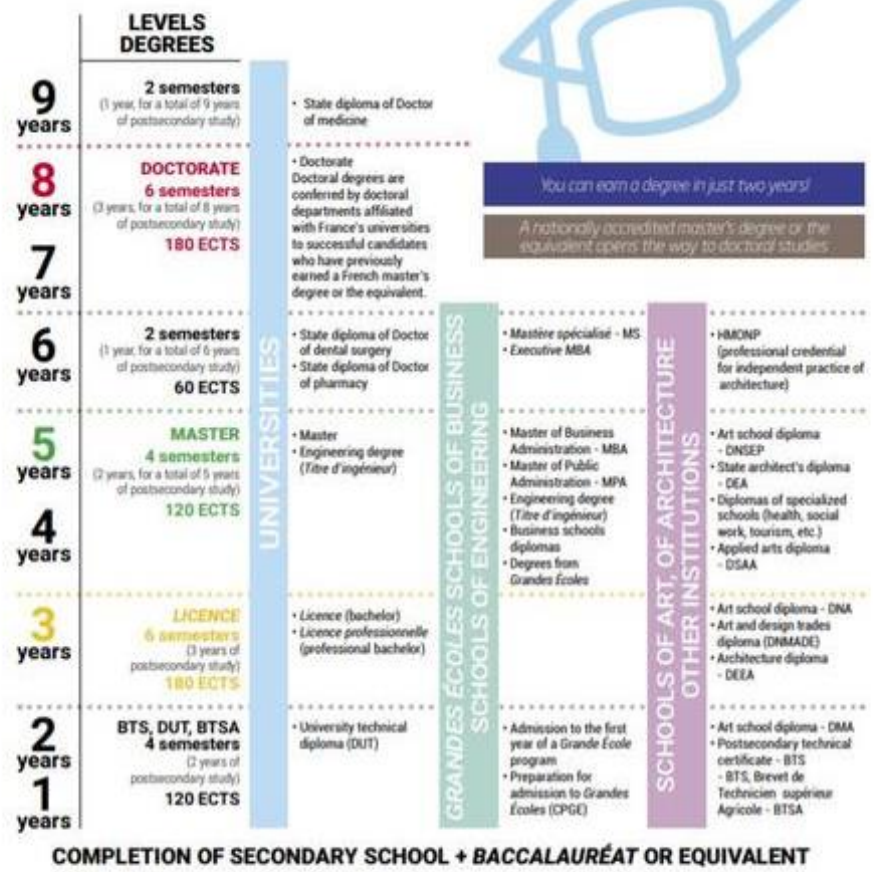 LEVELS
DEGREES
9
years
2 semesters
(1 year, for a total of 9 years
of postsecondary study)
• State diploma of Doctor
of medicine
8
years
7
years
DOCTORATE
6 semesters
(3 years, for a total of 8 years
of postsecondary study)
180 ECTS
• Doctorate
Doctoral degrees are
conferred by doctoral
departments affiliated
with France's universities
to successful candidates
who have previously
earned a French master's
degree or the equivalent.
You can earn a degree in just two years!
A nationally accredited master's degree or the
equivalent opens the way to doctoral studies
6
years
2 semesters
(1 year, for a total of 6 years
of postsecondary study)
60 ECTS
UNIVERSITIES
• State diploma of Doctor
of dental surgery
• State diploma of Doctor
of pharmacy
GRANDES ÉCOLES SCHOOLS OF BUSINESS
SCHOOLS OF ENGINEERING
• Mastère spécialisé - MS
• Executive MBA
SCHOOLS OF ART, OF ARCHITECTURE
OTHER INSTITUTIONS
• HMONP
(professional credential
for independent practice of
architecture)
5
years
4
years
MASTER
4 semesters
(2 years, for a total of 5 years
of postsecondary study)
120 ECTS
• Master
• Engineering degree
(Titre d'ingénieur)
• Master of Business
Administration - MBA
• Master of Public
Administration - MPA
• Engineering degree
(Titre d'ingénieur)
• Business schools
diplomas
• Degrees from
Grandes Écoles
• Art school diploma
- DNSEP
• State architect's diploma
- DEA
• Diplomas of specialized
schools (health, social
work, tourism, etc.)
• Applied arts diploma
- DSAA
3
years
LICENCE
6 semesters
(3 years of
postsecondary study)
180 ECTS
• Licence (bachelor)
• Licence professionnelle
(professional bachelor)
• Art school diploma - DNA
• Art and design trades
diploma (DNMADE)
• Architecture diploma
- DEEA
2
years
1
years
BTS, DUT, BTSA
4 semesters
(2 years of
postsecondary study)
120 ECTS
• University technical
diploma (DUT)
• Admission to the first
year of a Grande École
program
• Preparation for
admission to Grandes
Écoles (CPGE)
• Art school diploma - DMA
• Postsecondary technical
certificate - BTS
- BTS, Brevet de
Technicien supérieur
Agricole - BTSA
COMPLETION OF SECONDARY SCHOOL + BACCALAURÉAT OR EQUIVALENT